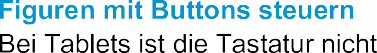 Figuren mit Buttons steuern
Bei Tablets ist die Tastatur nicht